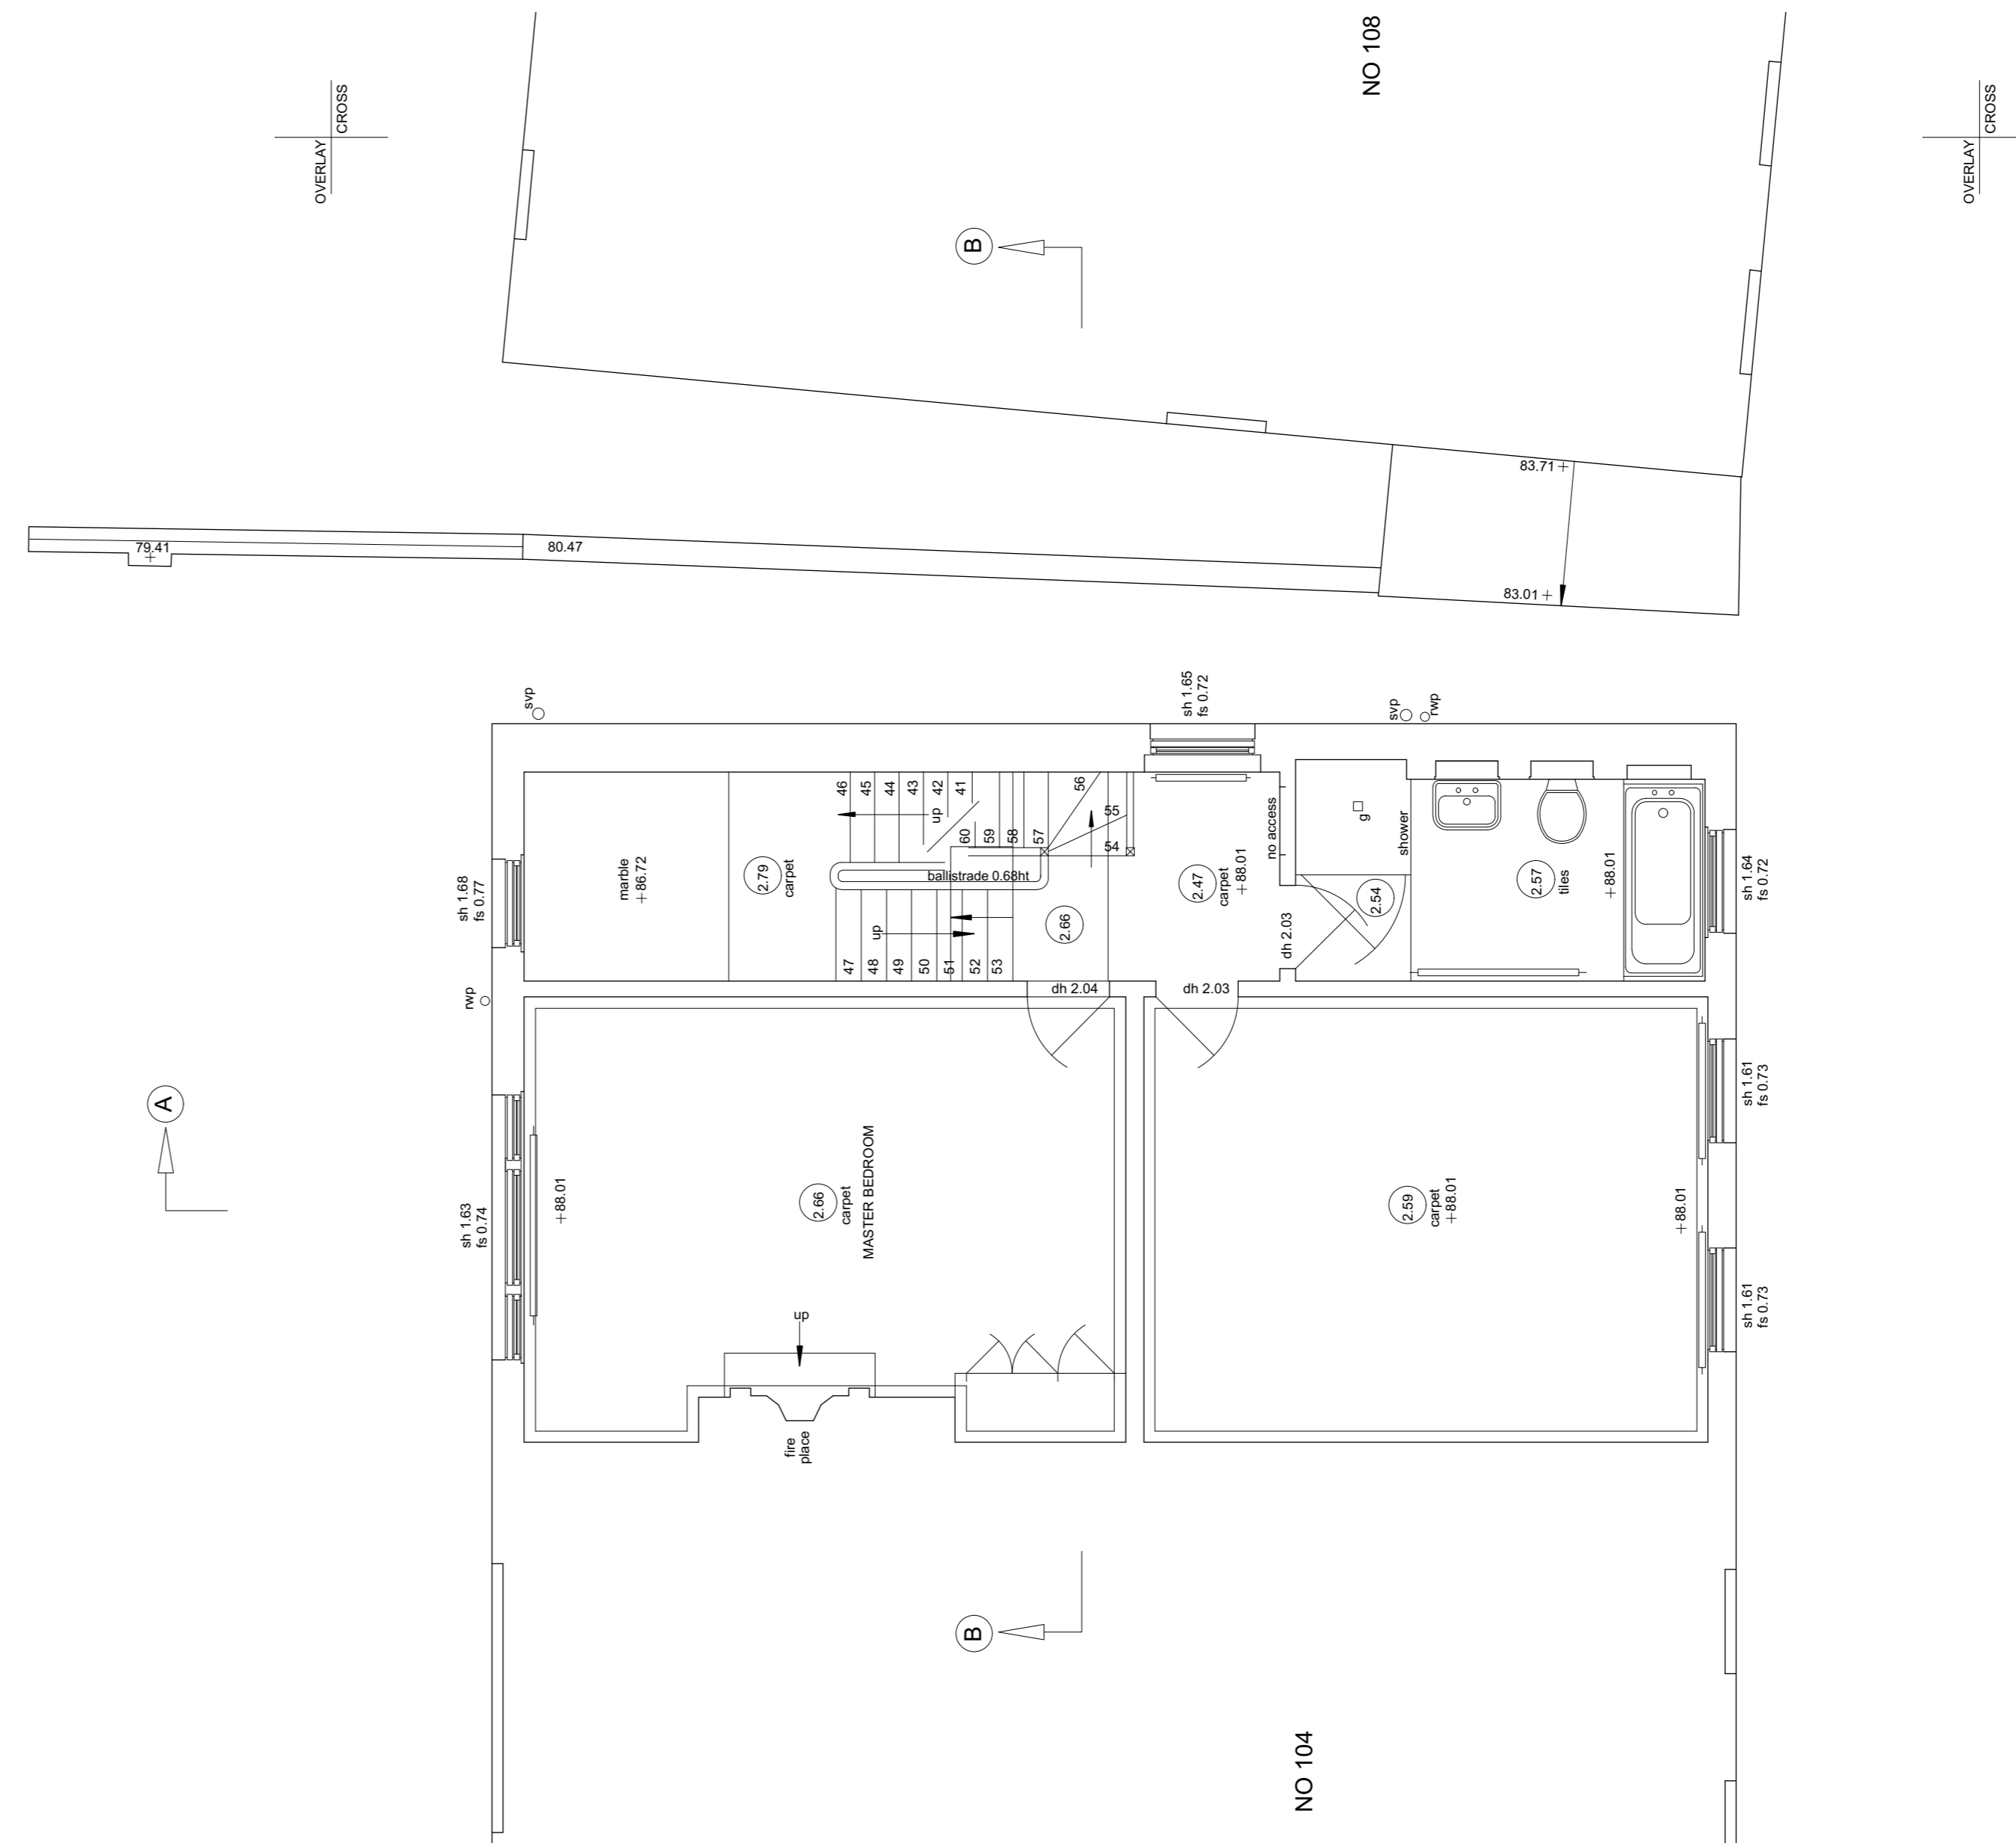 NO 108
OVERLAY
CROSS
OVERLAY
CROSS
B
83.71
79.41
80.47
83.01
svp
sh 1.65
fs 0.72
svp
rwp
46
45
44
43
42
41
up
60
59
58
57
56
55
54
no access
g
shower
marble
+86.72
2.79
carpet
ballistrade 0.68ht
2.47
carpet
+88.01
2.54
2.57
tiles
+88.01
sh 1.68
fs 0.77
sh 1.64
fs 0.72
up
2.66
dh 2.03
47
48
49
50
51
52
53
rwp
dh 2.04
dh 2.03
A
sh 1.61
fs 0.73
sh 1.63
fs 0.74
+88.01
2.66
carpet
MASTER BEDROOM
2.59
carpet
+88.01
+88.01
sh 1.61
fs 0.73
up
fire
place
B
NO 104